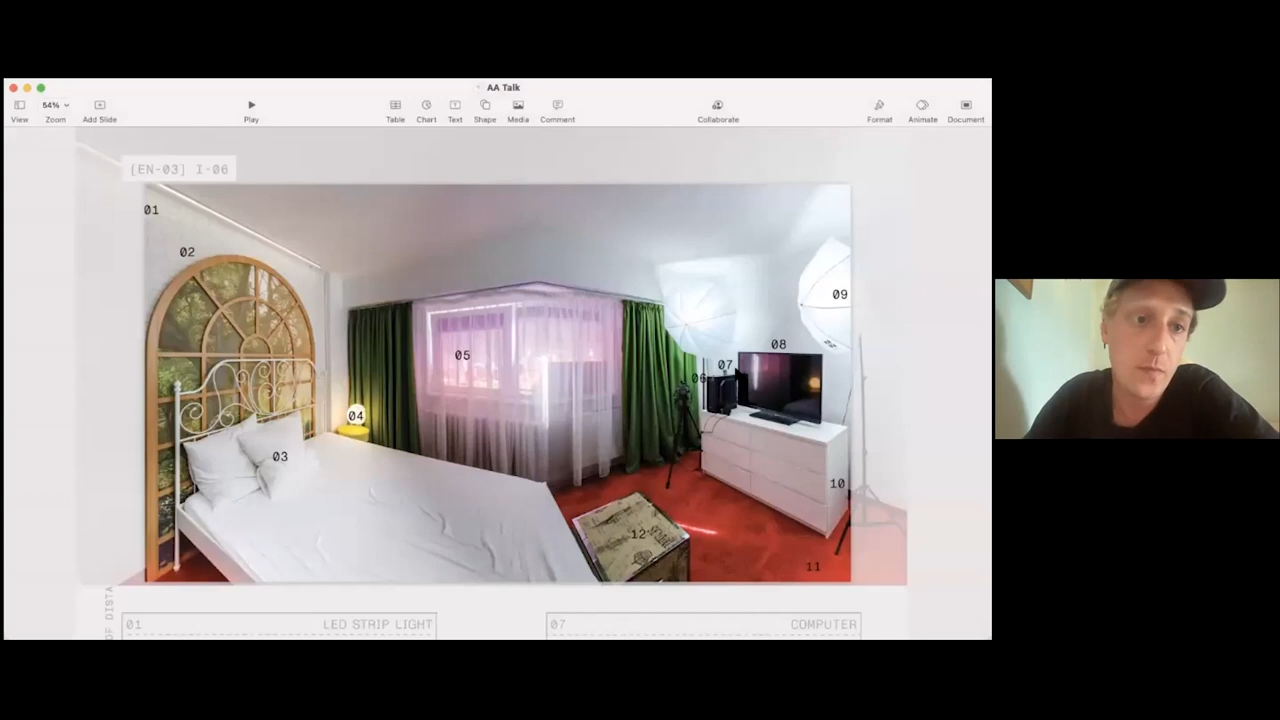 AA Talk
54%
View Zoom Add Slide Play Table Chart Text Shape Media Comment Collaborate Format Animate Document
[EN-03] I-06
01
02
09
08
05
07
06
04
03
10
12
11
OF DISTA
01 LED STRIP LIGHT
07 COMPUTER